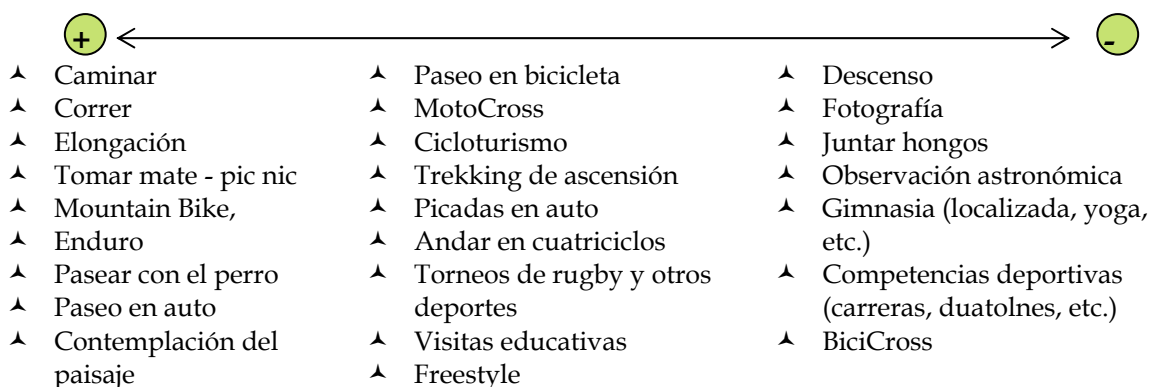 +
-
Caminar
Correr
Elongación
Tomar mate - pic nic
Mountain Bike,
Enduro
Pasear con el perro
Paseo en auto
Contemplación del
paisaje
Paseo en bicicleta
MotoCross
Cicloturismo
Trekking de ascensión
Picadas en auto
Andar en cuatriciclos
Torneos de rugby y otros
deportes
Visitas educativas
Freestyle
Descenso
Fotografía
Juntar hongos
Observación astronómica
Gimnasia (localizada, yoga,
etc.)
Competencias deportivas
(carreras, duatolnes, etc.)
BiciCross